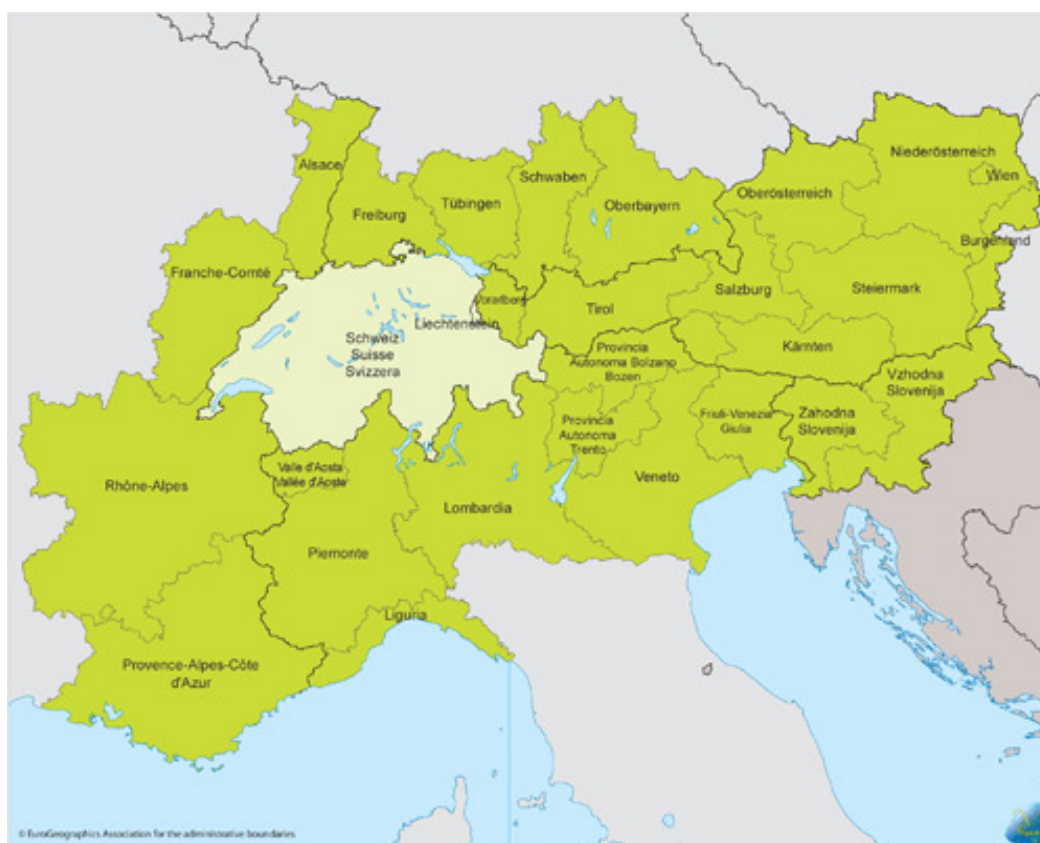 Niederösterreich
Alsace
Wien
Schwaben
Oberösterreich
Tübingen
Oberbayern
Freiburg
Burgenland
Franche-Comté
Steiermark
Salzburg
Vorarlberg
Tirol
Liechtenstein
Schweiz
Suisse
Svizzera
Provincia
Autonoma Bolzano
Bozen
Kärnten
Vzhodna
Slovenija
Provincia
Autonoma
Trento
Friuli-Venezia
Giulia
Zahodna
Slovenija
Valle d'Aosta
Vallée d'Aoste
Rhône-Alpes
Veneto
Lombardia
Piemonte
Liguria
Provence-Alpes-Côte
d'Azur
© EuroGeographics Association for the administrative boundaries